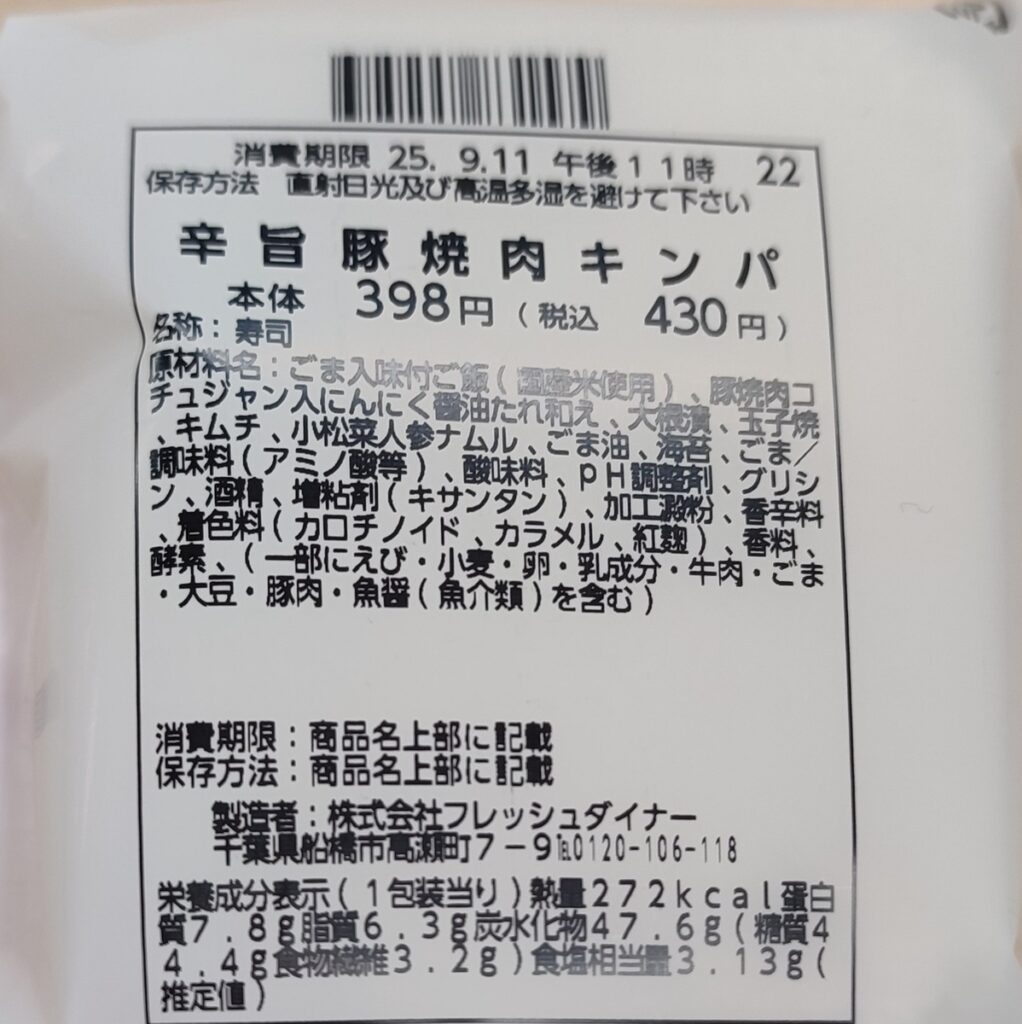 消費期限 25. 9.11 午後11時 22
保存方法 直射日光及び高温多湿を避けて下さい
辛旨豚焼肉キンパ
本体 398円(税込 430円)
名称:寿司
原材料名:ごま入味付ご飯(国産米使用)、豚焼肉コ
チュジャン入にんにく醤油たれ和え、大根漬、玉子焼
、キムチ、小松菜人参ナムル、ごま油、海苔、ごま/
調味料(アミノ酸等)、酸味料、pH調整剤、グリシ
ン、酒精、増粘剤(キサンタン)、加工澱粉、香辛料
、着色料(カロチノイド、カラメル、紅麹)、香料、
酵素、(一部にえび・小麦・卵・乳成分・牛肉・ごま
・大豆・豚肉・魚醤(魚介類)を含む)
消費期限:商品名上部に記載
保存方法:商品名上部に記載
製造者:株式会社フレッシュダイナー
千葉県船橋市高瀬町7-9℡0120-106-118
栄養成分表示(1包装当り)熱量272kcal蛋白
質7.8g脂質6.3g炭水化物47.6g(糖質4
4.4g食物繊維3.2g)食塩相当量3.13g(
推定値)